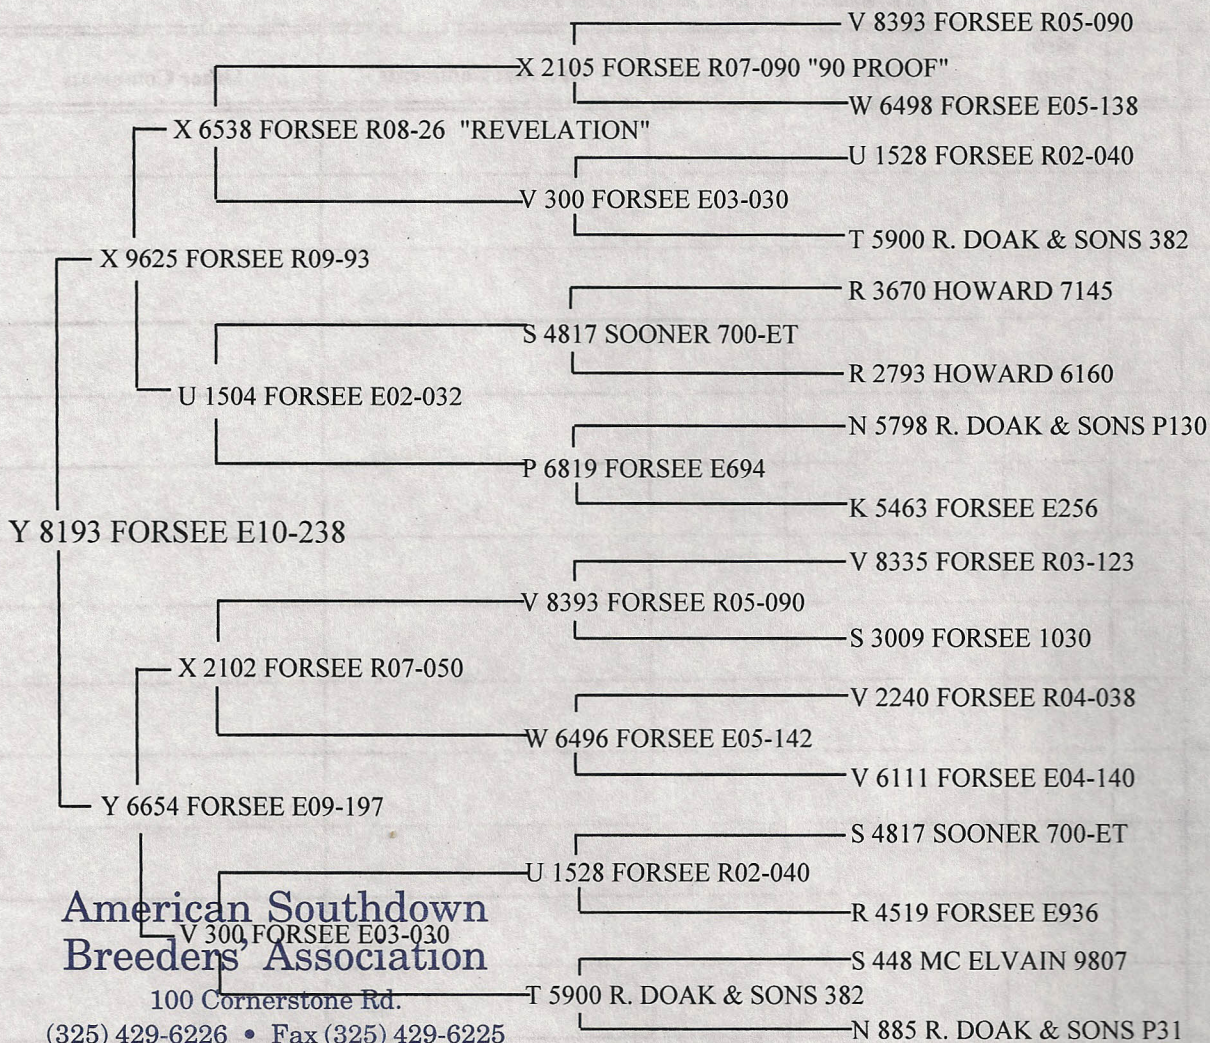 V 8393 FORSEE R05-090
X 2105 FORSEE R07-090 "90 PROOF"
W 6498 FORSEE E05-138
X 6538 FORSEE R08-26 "REVELATION"
U 1528 FORSEE R02-040
V 300 FORSEE E03-030
T 5900 R. DOAK & SONS 382
X 9625 FORSEE R09-93
R 3670 HOWARD 7145
S 4817 SOONER 700-ET
R 2793 HOWARD 6160
U 1504 FORSEE E02-032
N 5798 R. DOAK & SONS P130
P 6819 FORSEE E694
K 5463 FORSEE E256
Y 8193 FORSEE E10-238
V 8335 FORSEE R03-123
V 8393 FORSEE R05-090
S 3009 FORSEE 1030
X 2102 FORSEE R07-050
V 2240 FORSEE R04-038
W 6496 FORSEE E05-142
V 6111 FORSEE E04-140
Y 6654 FORSEE E09-197
S 4817 SOONER 700-ET
U 1528 FORSEE R02-040
R 4519 FORSEE E936
V 300 FORSEE E03-030
S 448 MC ELVAIN 9807
T 5900 R. DOAK & SONS 382
N 885 R. DOAK & SONS P31
American Southdown
Breeders' Association
100 Cornerstone Rd.
(325) 429-6226 • Fax (325) 429-6225